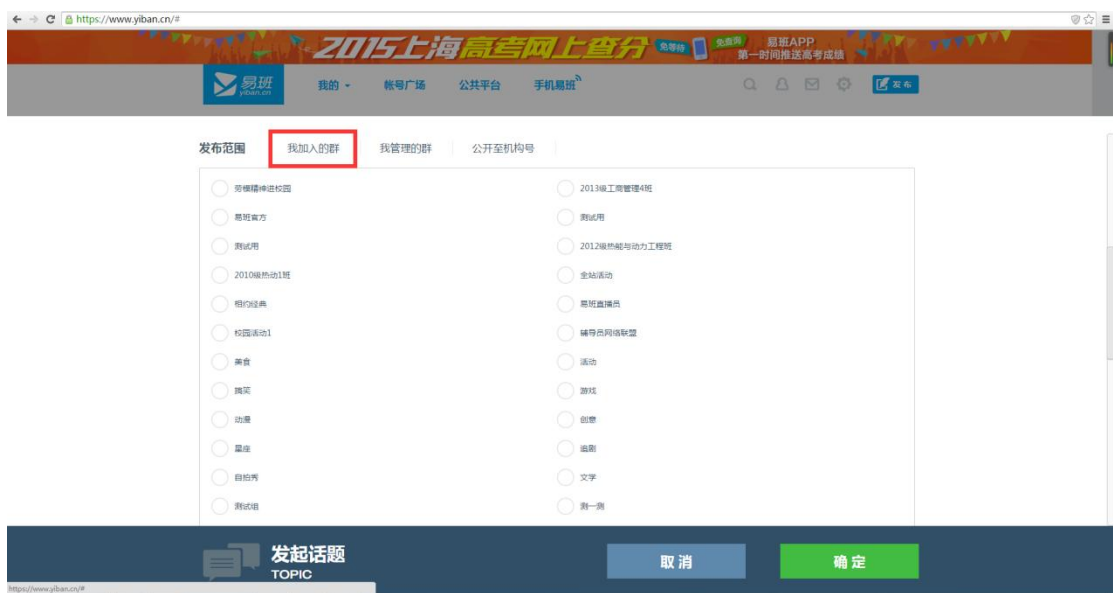 https://www.yiban.cn/#
2015上海高考网上查分 免等待 免查询 易班APP
第一时间推送高考成绩
易班 我的 帐号广场 公共平台 手机易班 发布
yiban.cn
发布范围 我加入的群 我管理的群 公开至机构号
劳模精神进校园 2013级工商管理4班
易班官方 测试用
测试用 2012级热能与动力工程班
2010级热动1班 全站活动
相约经典 易班直播员
校园活动1 辅导员网络联盟
美食 活动
搞笑 游戏
动漫 创意
星座 追剧
自拍秀 文字
测试组 测一测
发起话题 取消 确定
TOPIC
https://www.yiban.cn/#